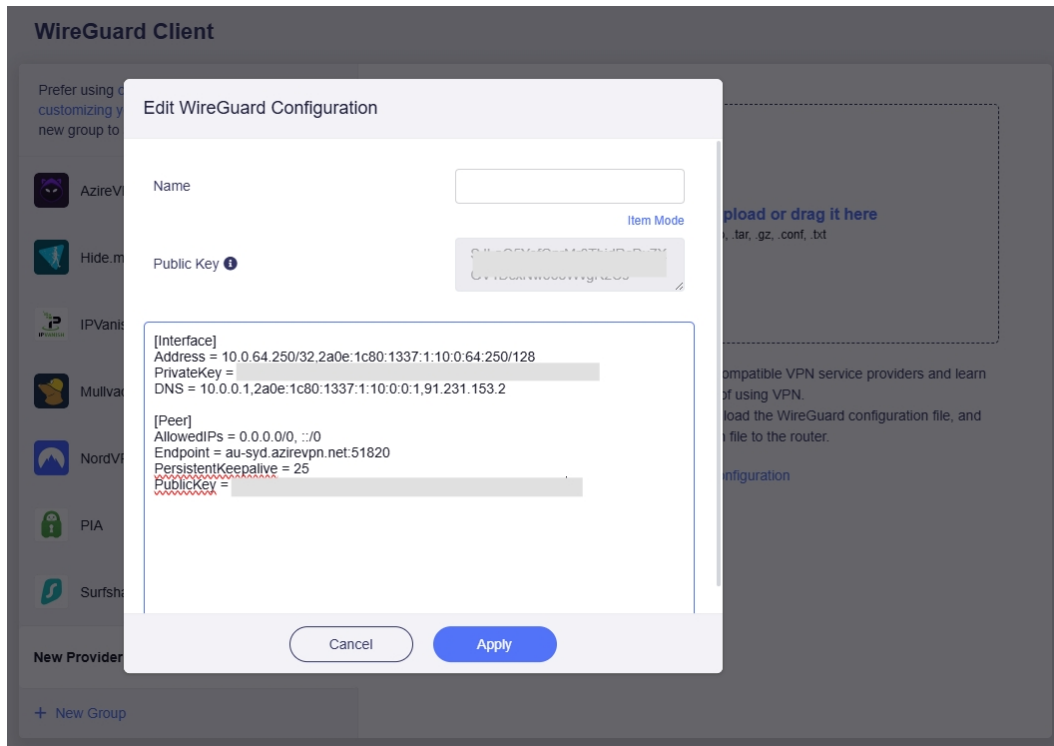 WireGuard Client
Prefer using
customizing
new group to
AzireV
Hide.m
IPVanis
Mullvad
NordV
PIA
Surfsha
New Provider
+ New Group
Edit WireGuard Configuration
Name
Item Mode
Public Key
[Interface]
Address = 10.0.64.250/32,2a0e:1c80:1337:1:10:0:64:250/128
PrivateKey =
DNS = 10.0.0.1,2a0e:1c80:1337:1:10:0:0:1,91.231.153.2
[Peer]
AllowedIPs = 0.0.0.0/0, ::/0
Endpoint = au-syd.azirevpn.net:51820
PersistentKeepalive = 25
PublicKey =
Cancel
Apply
pload or drag it here
, .tar, .gz, .conf, .txt
ompatible VPN service providers and learn
of using VPN.
load the WireGuard configuration file, and
file to the router.
nfiguration